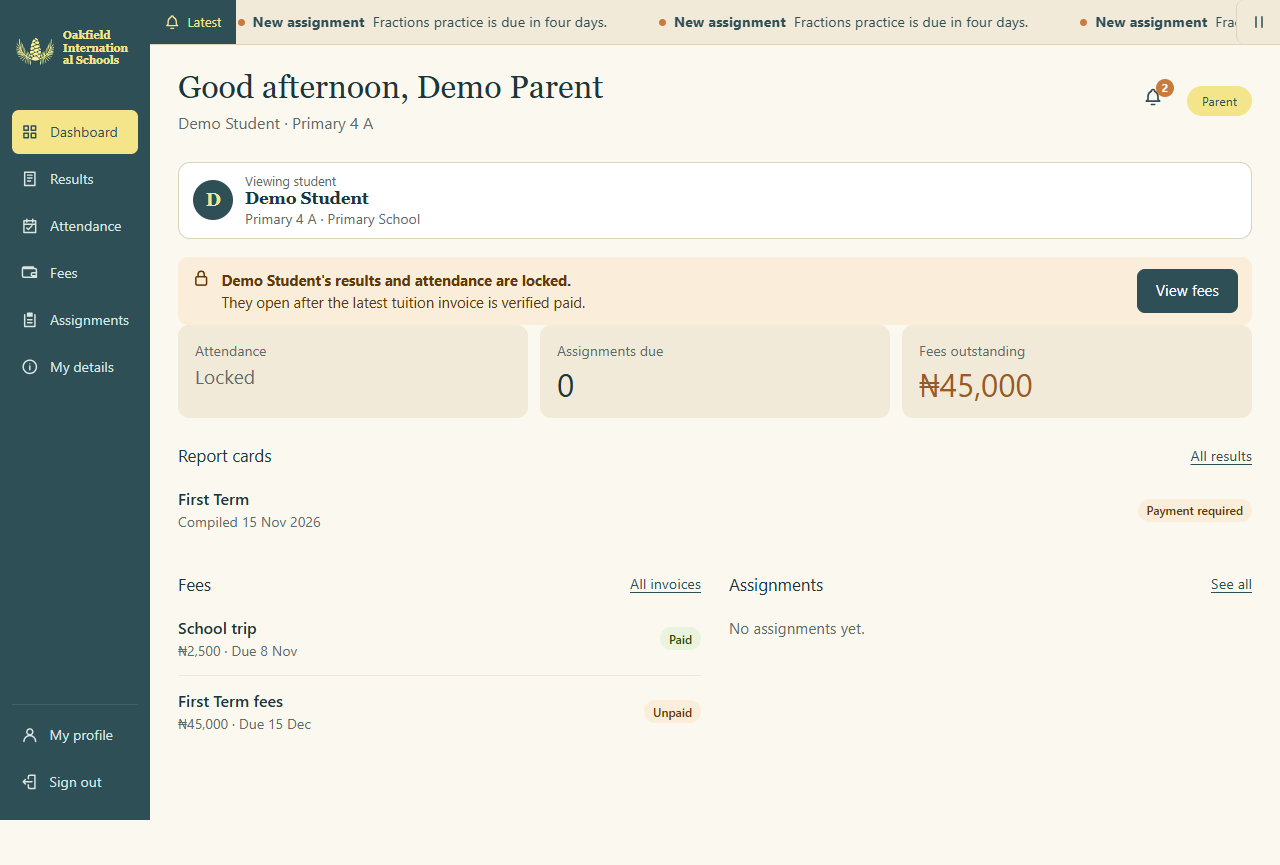 Oakfield
Internation
al Schools
Latest
New assignment Fractions practice is due in four days.
New assignment Fractions practice is due in four days.
New assignment
Good afternoon, Demo Parent
Demo Student · Primary 4 A
2
Parent
Dashboard
Results
Attendance
Fees
Assignments
My details
D
Viewing student
Demo Student
Primary 4 A · Primary School
Demo Student's results and attendance are locked.
They open after the latest tuition invoice is verified paid.
View fees
Attendance
Locked
Assignments due
0
Fees outstanding
₦45,000
Report cards
All results
First Term
Compiled 15 Nov 2026
Payment required
Fees
All invoices
School trip
₦2,500 · Due 8 Nov
Paid
First Term fees
₦45,000 · Due 15 Dec
Unpaid
Assignments
See all
No assignments yet.
My profile
Sign out